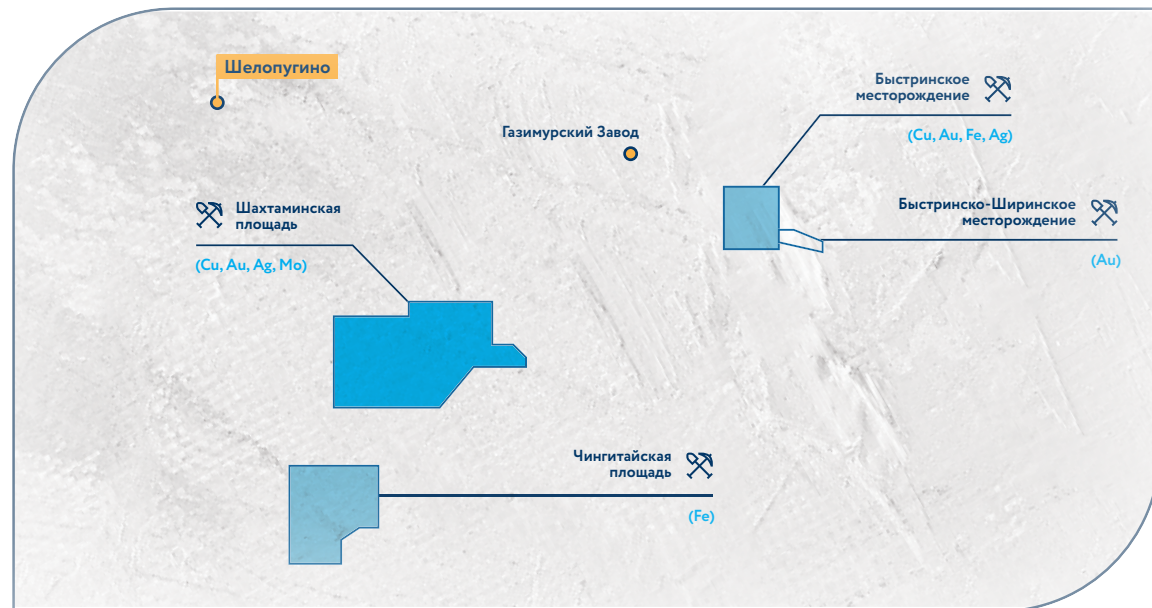 Шелопугино
Быстринское
месторождение
(Cu, Au, Fe, Ag)
Газимурский Завод
Шахтаминская
площадь
(Cu, Au, Ag, Mo)
Быстринско-Ширинское
месторождение
(Au)
Чингитайская
площадь
(Fe)